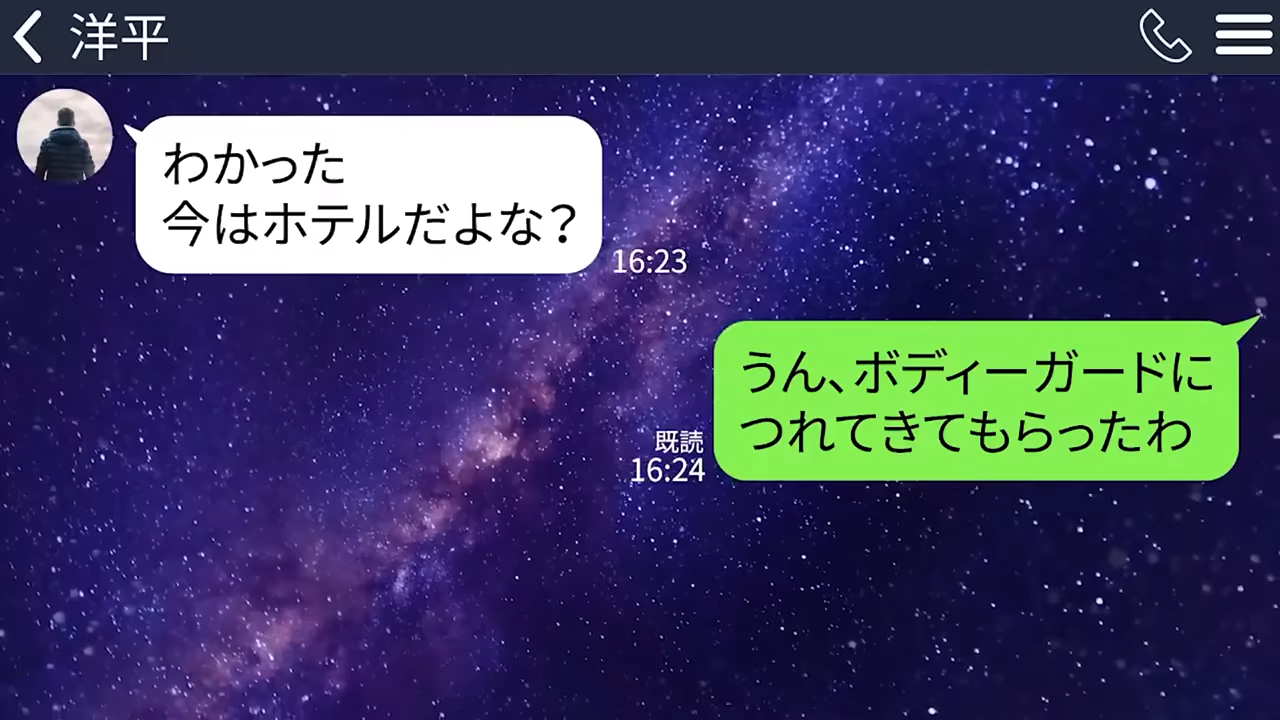 洋平
わかった
今はホテルだよな？
16:23
うん、ボディーガードに
つれてきてもらったわ
既読
16:24